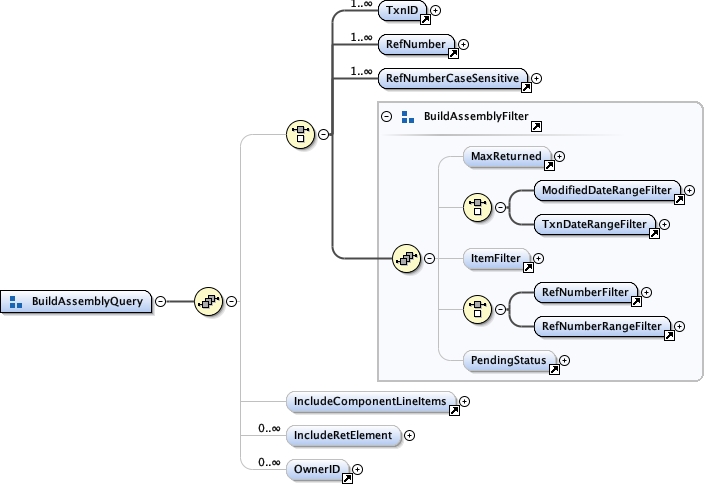 1..∞
TxnID
1..∞
RefNumber
1..∞
RefNumberCaseSensitive
BuildAssemblyFilter
MaxReturned
ModifiedDateRangeFilter
TxnDateRangeFilter
ItemFilter
RefNumberFilter
RefNumberRangeFilter
PendingStatus
BuildAssemblyQuery
IncludeComponentLineItems
0..∞
IncludeRetElement
0..∞
OwnerID